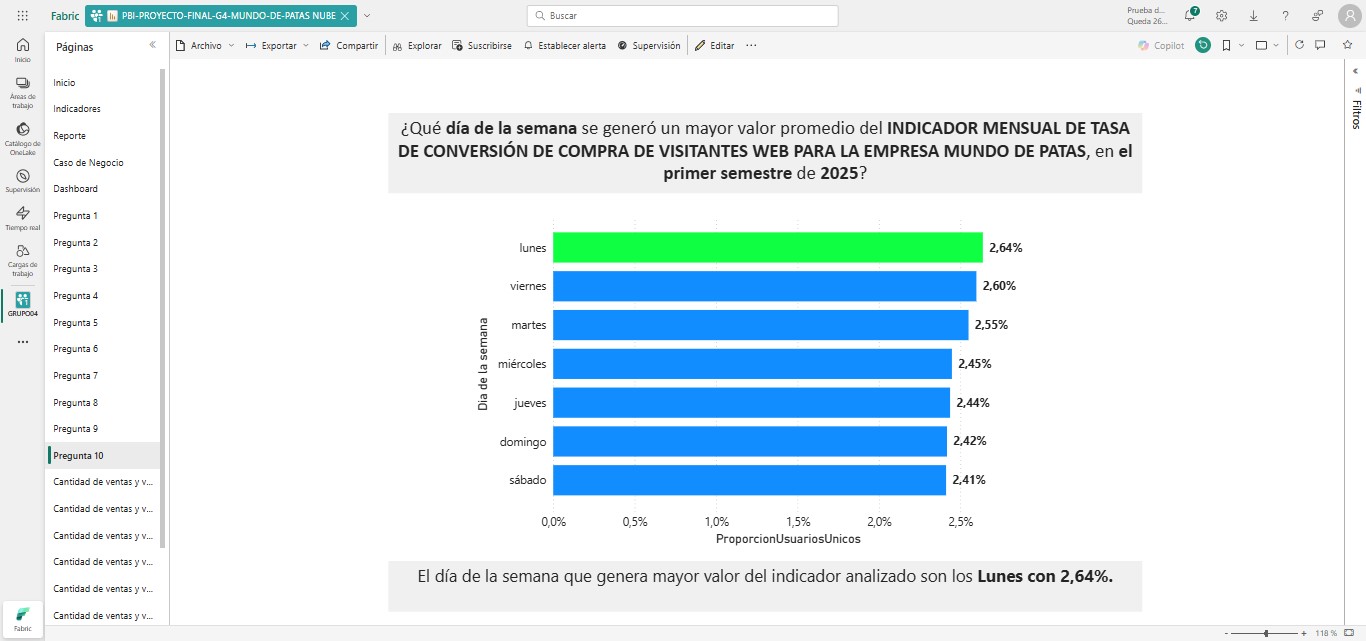 Fabric
PBI-PROYECTO-FINAL-G4-MUNDO-DE-PATAS NUBE
Buscar
Prueba d...
Queda 26...
7
Inicio
Áreas de
trabajo
Catálogo de
OneLake
Supervisión
Tiempo real
Cargas de
trabajo
GRUPO04
Fabric
Páginas
Inicio
Indicadores
Reporte
Caso de Negocio
Dashboard
Pregunta 1
Pregunta 2
Pregunta 3
Pregunta 4
Pregunta 5
Pregunta 6
Pregunta 7
Pregunta 8
Pregunta 9
Pregunta 10
Cantidad de ventas y v...
Cantidad de ventas y v...
Cantidad de ventas y v...
Cantidad de ventas y v...
Cantidad de ventas y v...
Cantidad de ventas y v...
Archivo Exportar Compartir Explorar Suscribirse Establecer alerta Supervisión Editar ... Copilot
¿Qué día de la semana se generó un mayor valor promedio del INDICADOR MENSUAL DE TASA
DE CONVERSIÓN DE COMPRA DE VISITANTES WEB PARA LA EMPRESA MUNDO DE PATAS, en el
primer semestre de 2025?
Dia de la semana
lunes 2,64%
viernes 2,60%
martes 2,55%
miércoles 2,45%
jueves 2,44%
domingo 2,42%
sábado 2,41%
0,0% 0,5% 1,0% 1,5% 2,0% 2,5%
ProporcionUsuariosUnicos
El día de la semana que genera mayor valor del indicador analizado son los Lunes con 2,64%.
Filtros
- + 118 %